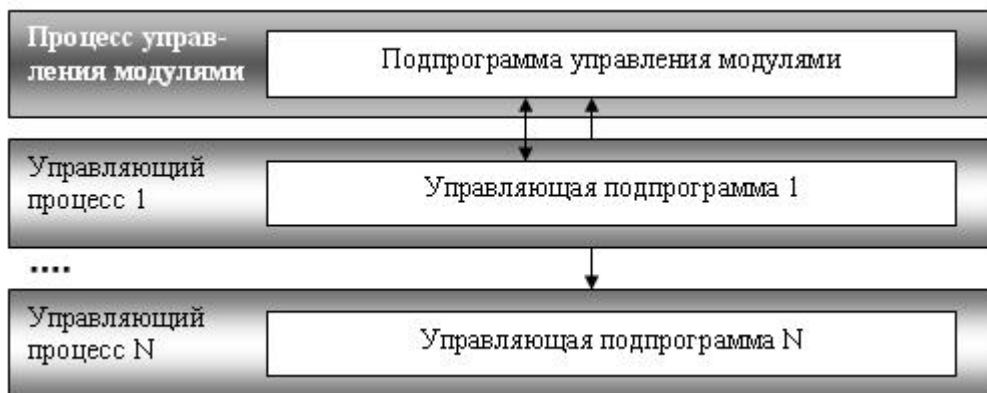 Процесс управ-
ления модулями
Подпрограмма управления модулями
Управляющий
процесс 1
Управляющая подпрограмма 1
....
Управляющий
процесс N
Управляющая подпрограмма N